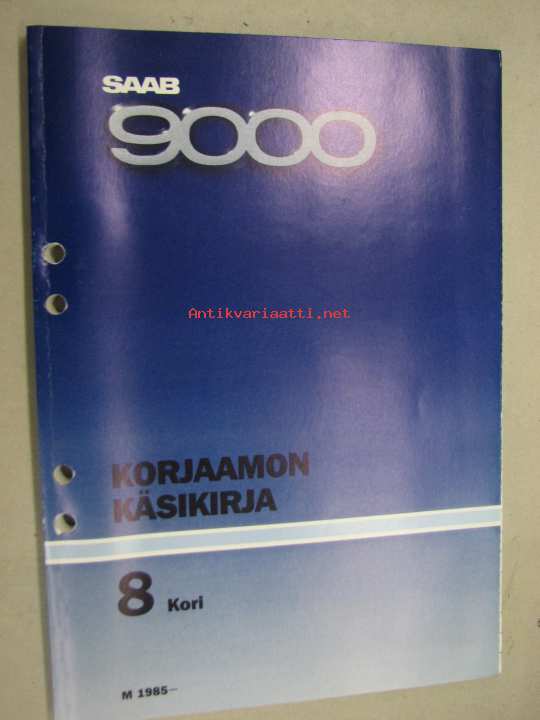 SAAB
9000
Antikvariaatti.net
KORJAAMON
KÄSIKIRJA
8 Kori
M 1985–